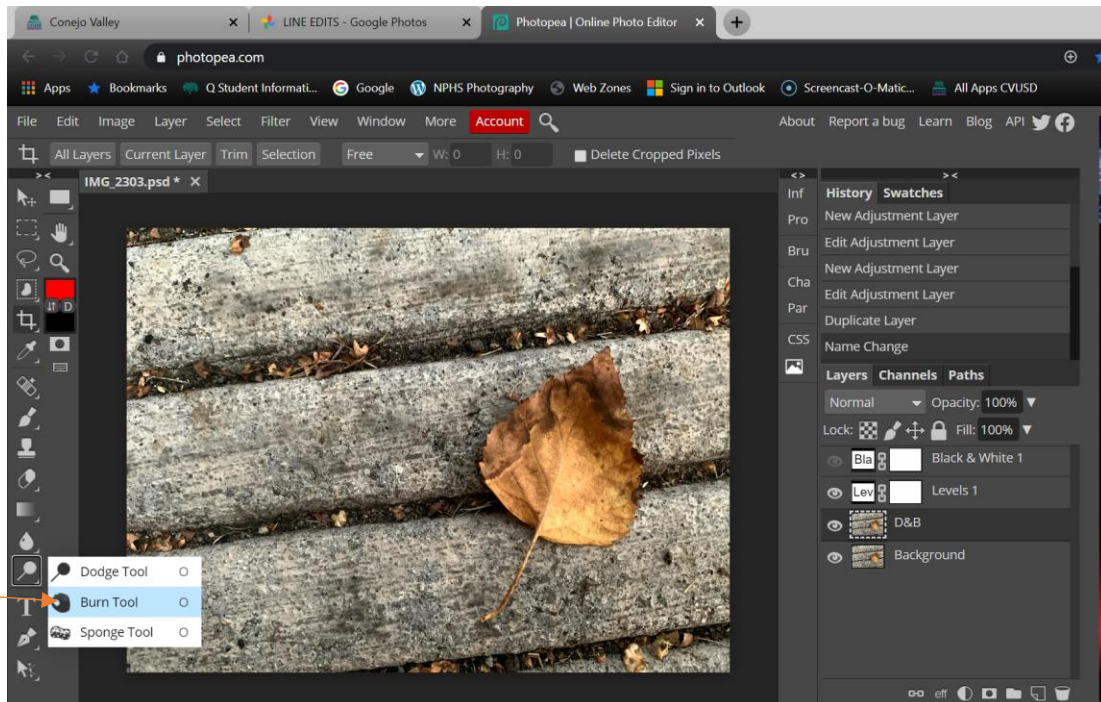 Conejo Valley
LINE EDITS - Google Photos
Photopea | Online Photo Editor
photopea.com
Apps Bookmarks Q Student Informati... Google NPHS Photography Web Zones Sign in to Outlook Screencast-O-Matic... All Apps CVUSD
File Edit Image Layer Select Filter View Window More Account About Report a bug Learn Blog API
All Layers Current Layer Trim Selection Free W: 0 H: 0 Delete Cropped Pixels
> <
IMG_2303.psd *
< >
> <
Inf
Pro
Bru
Cha
Par
CSS
History Swatches
New Adjustment Layer
Edit Adjustment Layer
New Adjustment Layer
Edit Adjustment Layer
Duplicate Layer
Name Change
Layers Channels Paths
Normal Opacity: 100%
Lock: Fill: 100%
Bla Black & White 1
Lev Levels 1
D&B
Background
eff
D
Dodge Tool O
Burn Tool O
Sponge Tool O
T